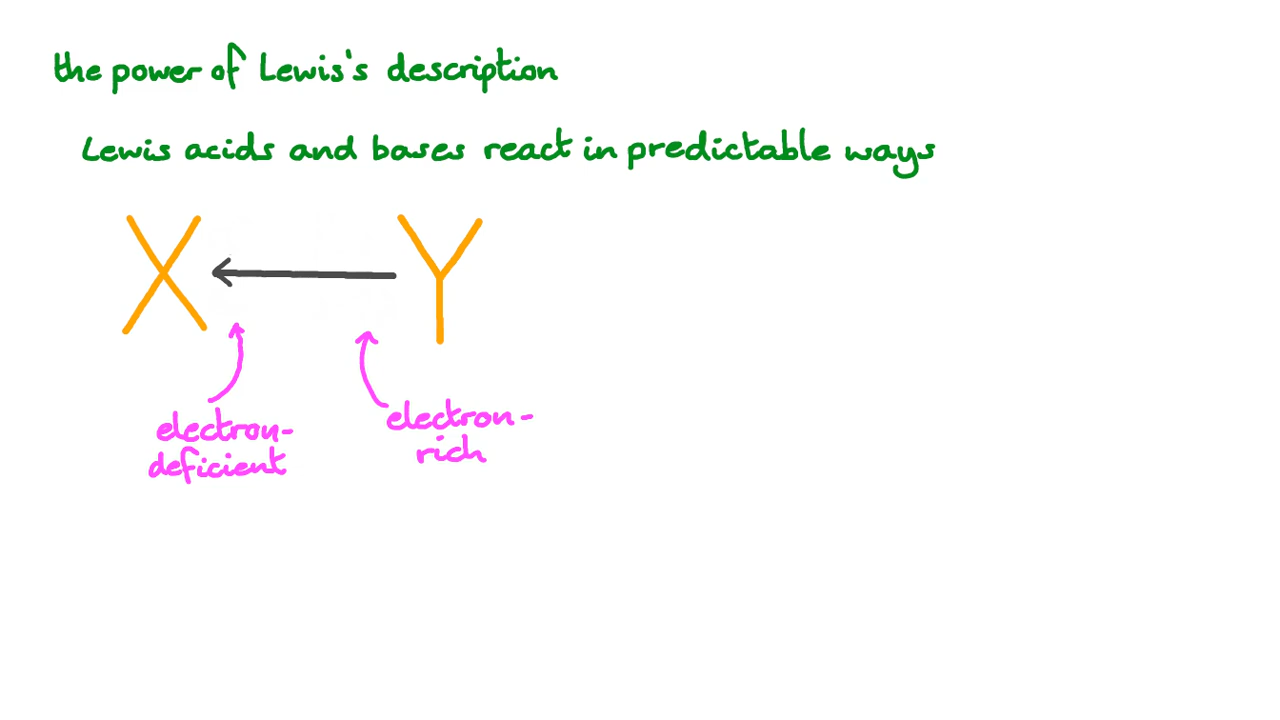 the power of Lewis's description
Lewis acids and bases react in predictable ways
X Y
electron-
deficient
electron-
rich